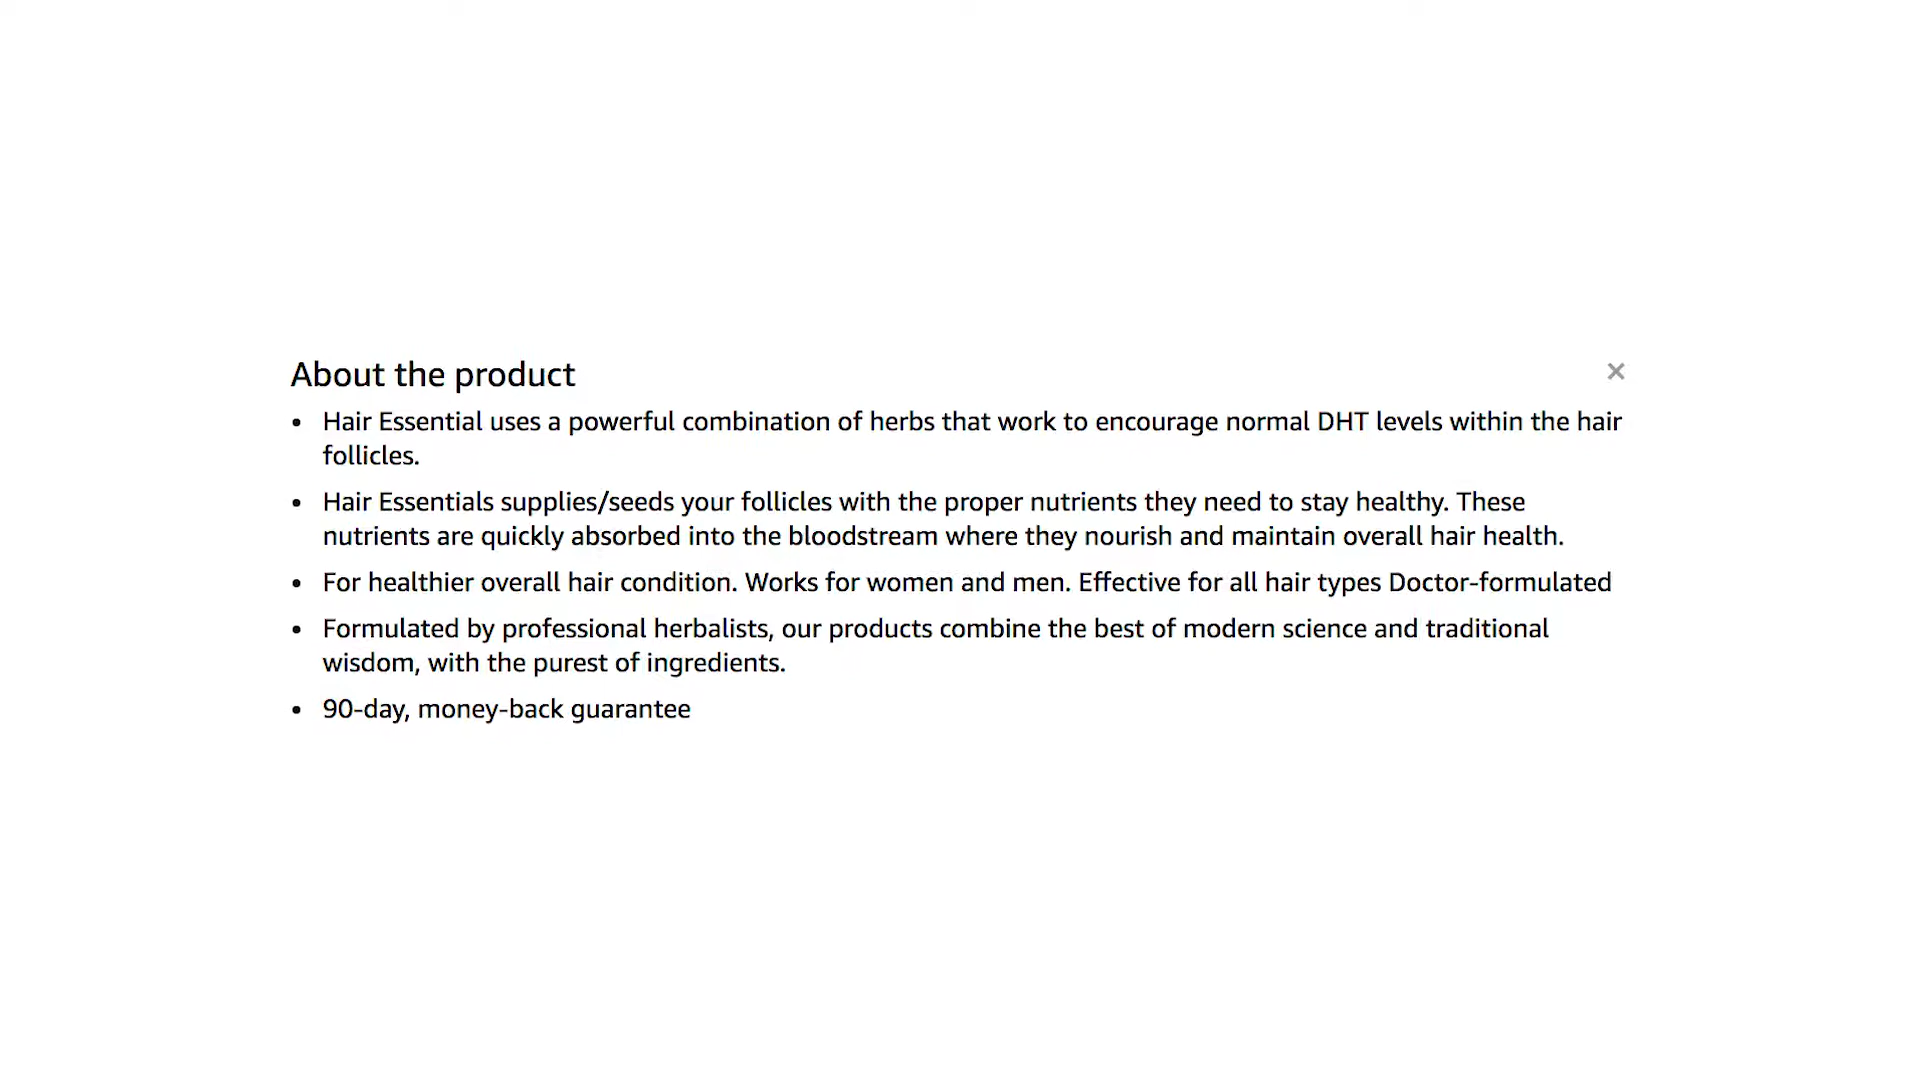 About the product
• Hair Essential uses a powerful combination of herbs that work to encourage normal DHT levels within the hair
follicles.
• Hair Essentials supplies/seeds your follicles with the proper nutrients they need to stay healthy. These
nutrients are quickly absorbed into the bloodstream where they nourish and maintain overall hair health.
• For healthier overall hair condition. Works for women and men. Effective for all hair types Doctor-formulated
• Formulated by professional herbalists, our products combine the best of modern science and traditional
wisdom, with the purest of ingredients.
• 90-day, money-back guarantee